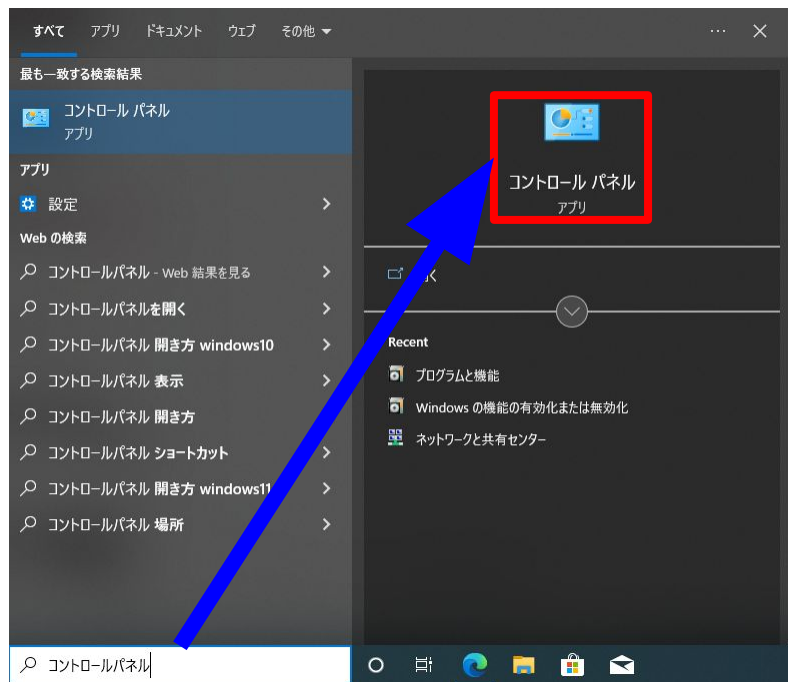 すべて アプリ ドキュメント ウェブ その他
最も一致する検索結果
コントロール パネル
アプリ
アプリ
設定
Web の検索
コントロールパネル - Web 結果を見る
コントロールパネルを開く
コントロールパネル 開き方 windows10
コントロールパネル 表示
コントロールパネル 開き方
コントロールパネル ショートカット
コントロールパネル 開き方 windows11
コントロールパネル 場所
コントロールパネル
コントロール パネル
アプリ
く
Recent
プログラムと機能
Windows の機能の有効化または無効化
ネットワークと共有センター